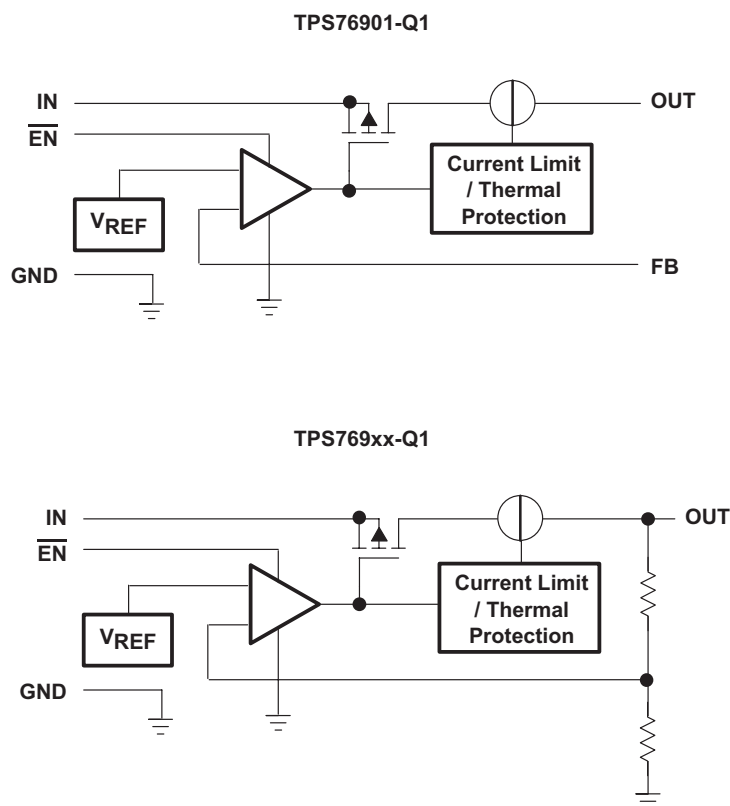 TPS76901-Q1
IN
OUT
EN
Current Limit
/ Thermal
Protection
VREF
FB
GND
TPS769xx-Q1
IN
OUT
EN
Current Limit
/ Thermal
Protection
VREF
GND